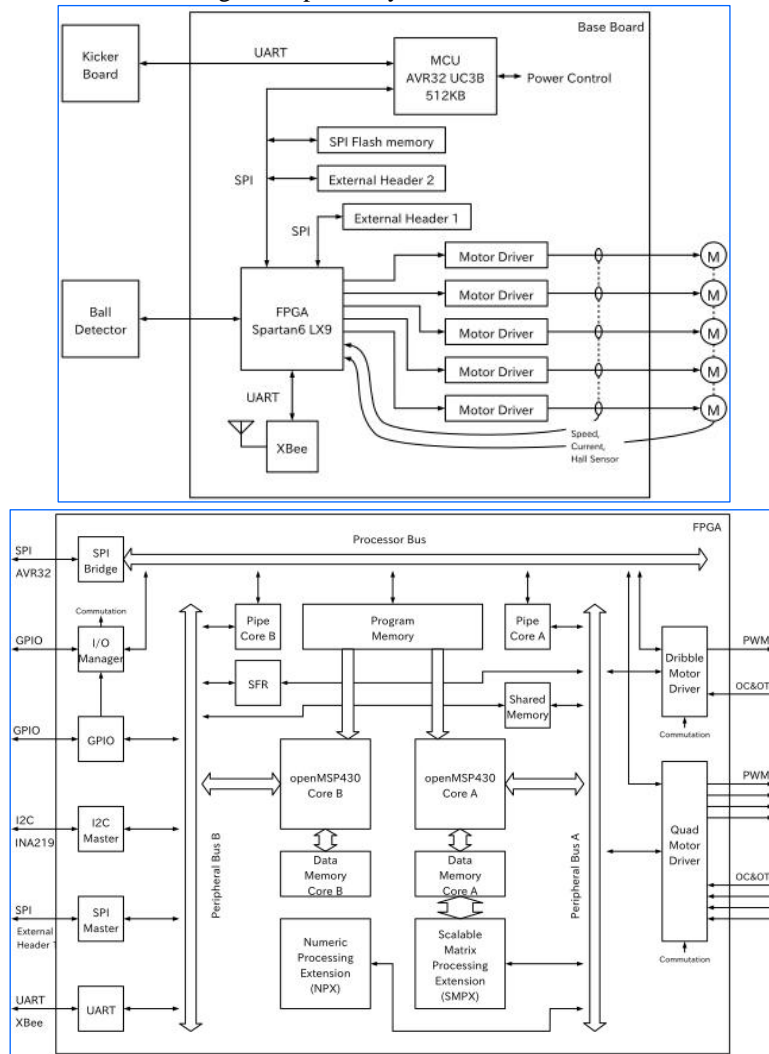 Base Board
Kicker
Board
UART
MCU
AVR32 UC3B
512KB
Power Control
SPI Flash memory
SPI
External Header 2
External Header 1
SPI
Motor Driver
M
Motor Driver
M
Ball
Detector
FPGA
Spartan6 LX9
Motor Driver
M
Motor Driver
M
Motor Driver
M
UART
XBee
Speed,
Current,
Hall Sensor
FPGA
Processor Bus
SPI
AVR32
SPI
Bridge
Commutation
GPIO
I/O
Manager
Pipe
Core B
Program
Memory
Pipe
Core A
Dribble
Motor
Driver
PWM
OC&OT
Commutation
SFR
Shared
Memory
GPIO
GPIO
openMSP430
Core B
openMSP430
Core A
PWM
I2C
INA219
I2C
Master
Peripheral Bus B
Data
Memory
Core B
Data
Memory
Core A
Peripheral Bus A
Quad
Motor
Driver
OC&OT
Commutation
SPI
External
Header 1
SPI
Master
Numeric
Processing
Extension
(NPX)
Scalable
Matrix
Processing
Extension
(SMPX)
UART
XBee
UART